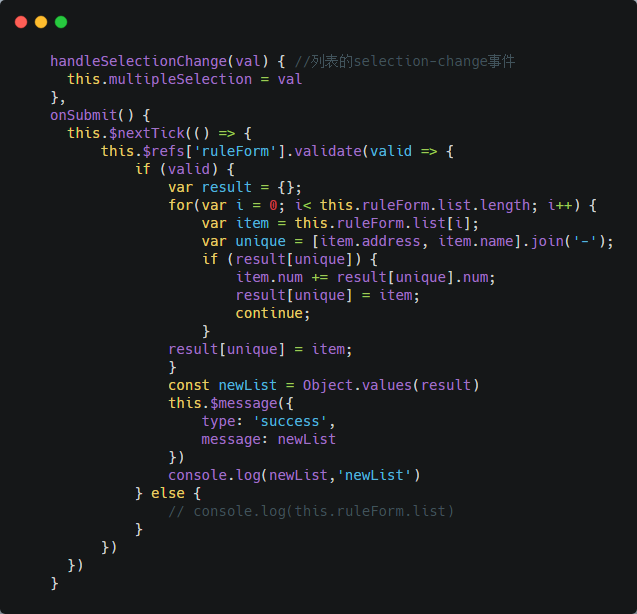 handleSelectionChange(val) { //列表的selection-change事件
  this.multipleSelection = val
},
onSubmit() {
  this.$nextTick(() => {
      this.$refs['ruleForm'].validate(valid => {
          if (valid) {
              var result = {};
              for(var i = 0; i< this.ruleForm.list.length; i++) {
                  var item = this.ruleForm.list[i];
                  var unique = [item.address, item.name].join('-');
                  if (result[unique]) {
                      item.num += result[unique].num;
                      result[unique] = item;
                      continue;
                  }
              result[unique] = item;
              }
              const newList = Object.values(result)
              this.$message({
                  type: 'success',
                  message: newList
              })
              console.log(newList,'newList')
          } else {
              // console.log(this.ruleForm.list)
          }
      })
  })
}